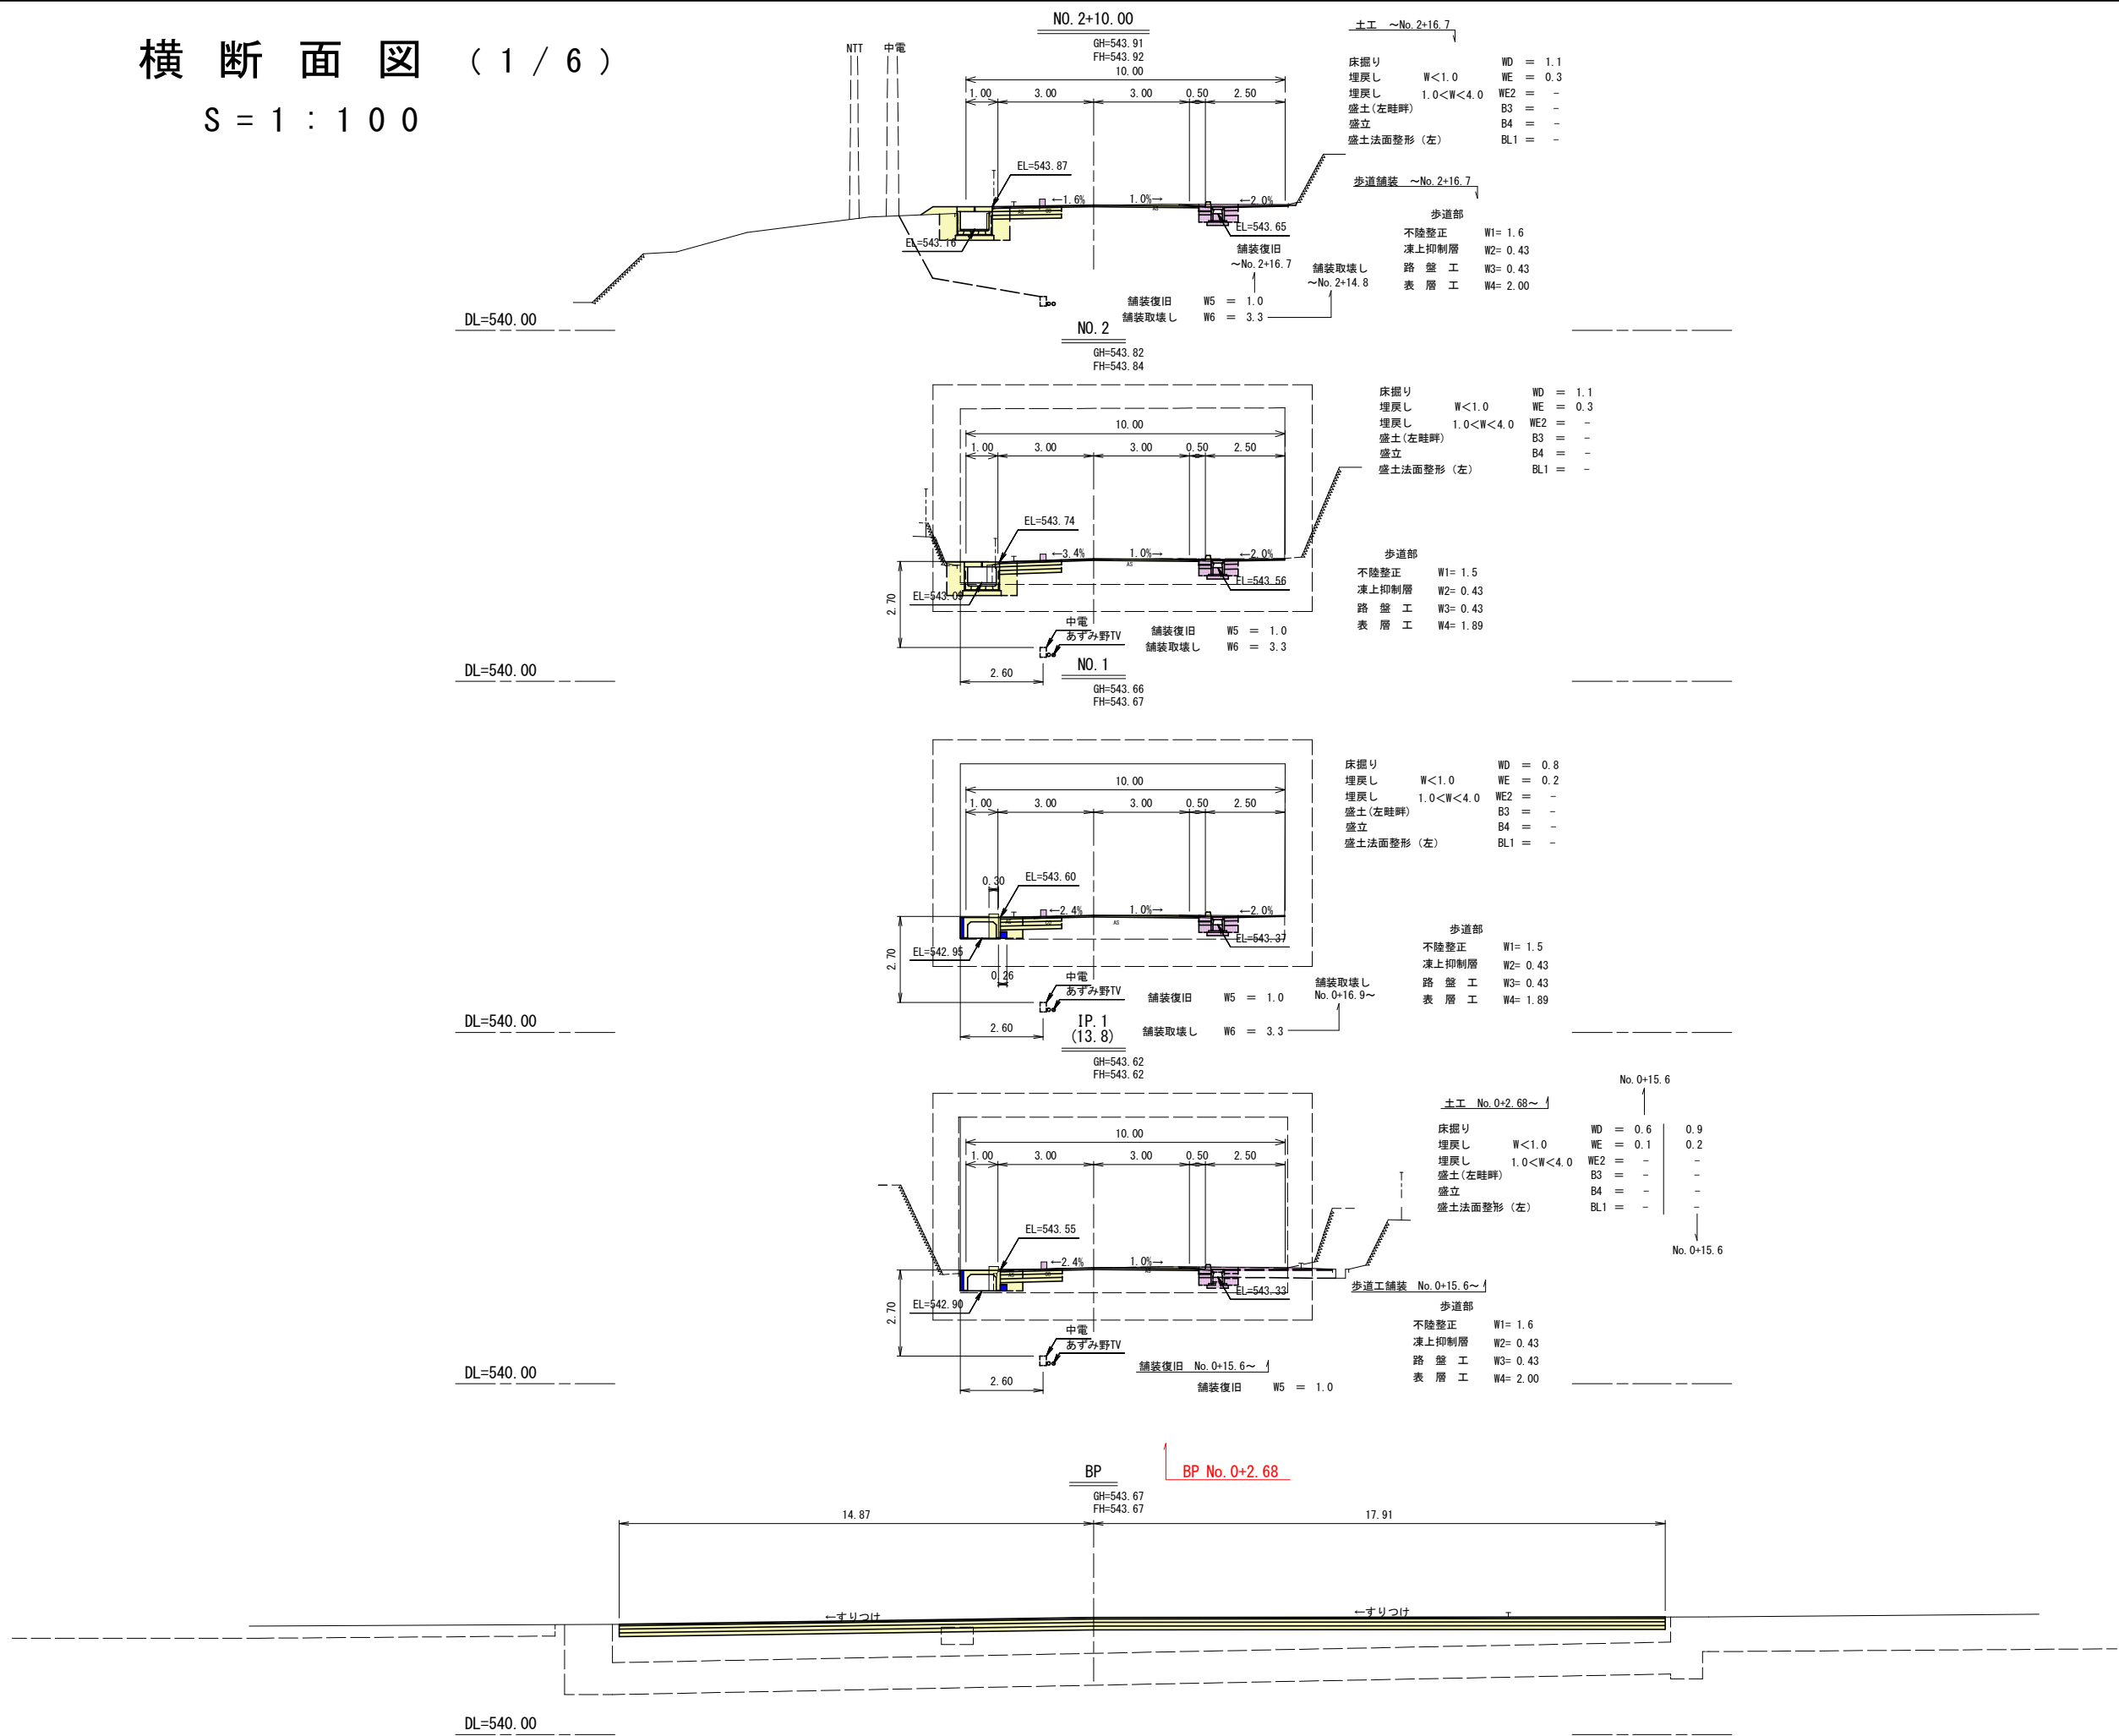 横断面図（1/6）
S=1:100
NO.2+10.00
GH=543.91
FH=543.92
NTT 中電
10.00
1.00 3.00 3.00 0.50 2.50
EL=543.87
←1.6% 1.0%→ ←2.0%
EL=543.16
EL=543.65
土工 ～No.2+16.7
床掘り WD = 1.1
埋戻し W<1.0 WE = 0.3
埋戻し 1.0<W<4.0 WE2 = -
盛土(左畦畔) B3 = -
盛立 B4 = -
盛土法面整形（左） BL1 = -
歩道舗装 ～No.2+16.7
歩道部
不陸整正 W1= 1.6
凍上抑制層 W2= 0.43
路盤工 W3= 0.43
表層工 W4= 2.00
舗装復旧
～No.2+16.7
舗装取壊し
～No.2+14.8
舗装復旧 W5 = 1.0
舗装取壊し W6 = 3.3
DL=540.00
NO.2
GH=543.82
FH=543.84
10.00
1.00 3.00 3.00 0.50 2.50
EL=543.74
←3.4% 1.0%→ ←2.0%
AS
EL=543.09
EL=543.56
2.70
中電
あずみ野TV
2.60
舗装復旧 W5 = 1.0
舗装取壊し W6 = 3.3
床掘り WD = 1.1
埋戻し W<1.0 WE = 0.3
埋戻し 1.0<W<4.0 WE2 = -
盛土(左畦畔) B3 = -
盛立 B4 = -
盛土法面整形（左） BL1 = -
歩道部
不陸整正 W1= 1.5
凍上抑制層 W2= 0.43
路盤工 W3= 0.43
表層工 W4= 1.89
DL=540.00
NO.1
GH=543.66
FH=543.67
10.00
1.00 3.00 3.00 0.50 2.50
0.30
EL=543.60
←2.4% 1.0%→ ←2.0%
AS
EL=542.95
EL=543.37
0.26
2.70
中電
あずみ野TV
2.60
舗装復旧 W5 = 1.0
舗装取壊し W6 = 3.3
舗装取壊し
No.0+16.9～
床掘り WD = 0.8
埋戻し W<1.0 WE = 0.2
埋戻し 1.0<W<4.0 WE2 = -
盛土(左畦畔) B3 = -
盛立 B4 = -
盛土法面整形（左） BL1 = -
歩道部
不陸整正 W1= 1.5
凍上抑制層 W2= 0.43
路盤工 W3= 0.43
表層工 W4= 1.89
DL=540.00
IP.1
(13.8)
GH=543.62
FH=543.62
10.00
1.00 3.00 3.00 0.50 2.50
EL=543.55
←2.4% 1.0%→
EL=542.90
EL=543.33
2.70
中電
あずみ野TV
2.60
舗装復旧 No.0+15.6～
舗装復旧 W5 = 1.0
No.0+15.6
土工 No.0+2.68～
床掘り WD = 0.6 0.9
埋戻し W<1.0 WE = 0.1 0.2
埋戻し 1.0<W<4.0 WE2 = - -
盛土(左畦畔) B3 = - -
盛立 B4 = - -
盛土法面整形（左） BL1 = - -
No.0+15.6
歩道工舗装 No.0+15.6～
歩道部
不陸整正 W1= 1.6
凍上抑制層 W2= 0.43
路盤工 W3= 0.43
表層工 W4= 2.00
DL=540.00
BP
BP No.0+2.68
GH=543.67
FH=543.67
14.87 17.91
←すりつけ ←すりつけ
DL=540.00